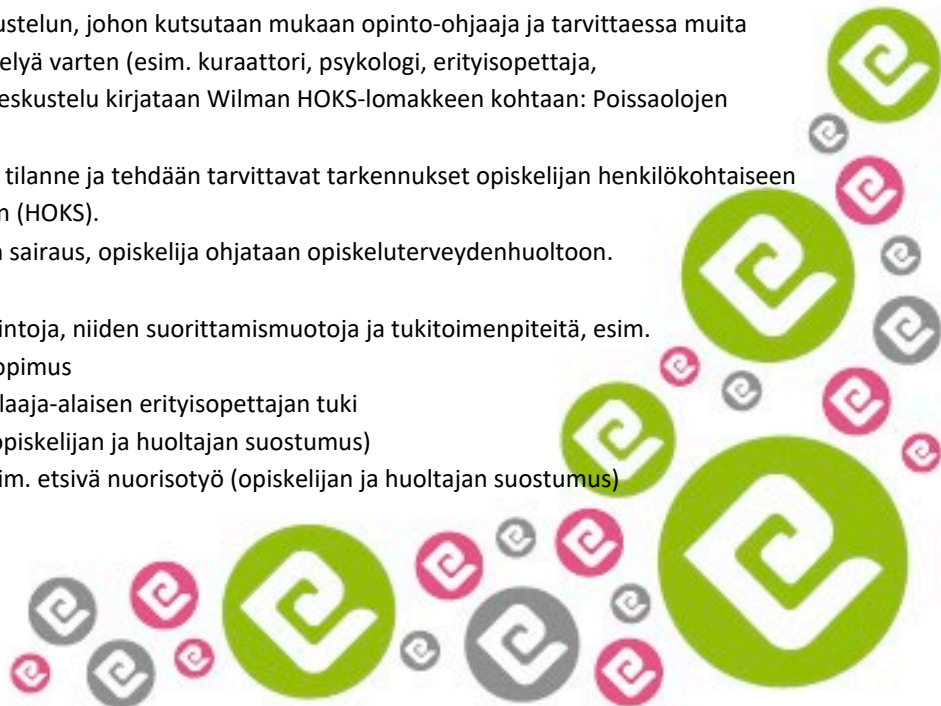 ustelun, johon kutsutaan mukaan opinto-ohjaaja ja tarvittaessa muita
elyä varten (esim. kuraattori, psykologi, erityisopettaja,
eskustelu kirjataan Wilman HOKS-lomakkeen kohtaan: Poissaolojen
tilanne ja tehdään tarvittavat tarkennukset opiskelijan henkilökohtaiseen
n (HOKS).
sairaus, opiskelija ohjataan opiskeluterveydenhuoltoon.
intoja, niiden suorittamismuotoja ja tukitoimenpiteitä, esim.
opimus
laaja-alaisen erityisopettajan tuki
opiskelijan ja huoltajan suostumus)
im. etsivä nuorisotyö (opiskelijan ja huoltajan suostumus)